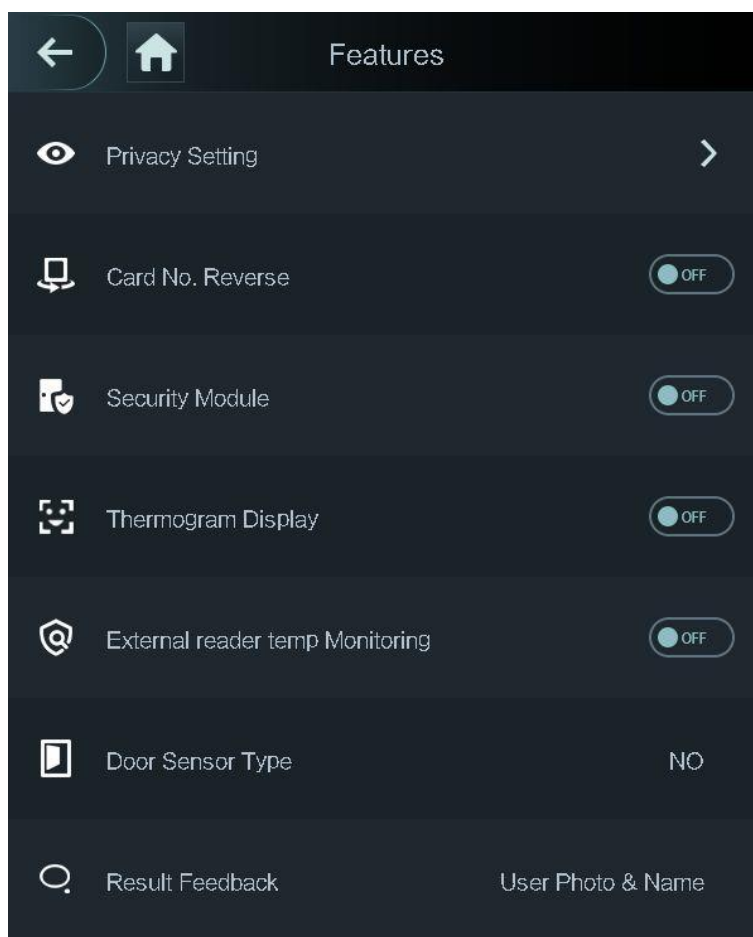 Features
Privacy Setting
Card No. Reverse OFF
Security Module OFF
Thermogram Display OFF
External reader temp Monitoring OFF
Door Sensor Type NO
Result Feedback User Photo & Name